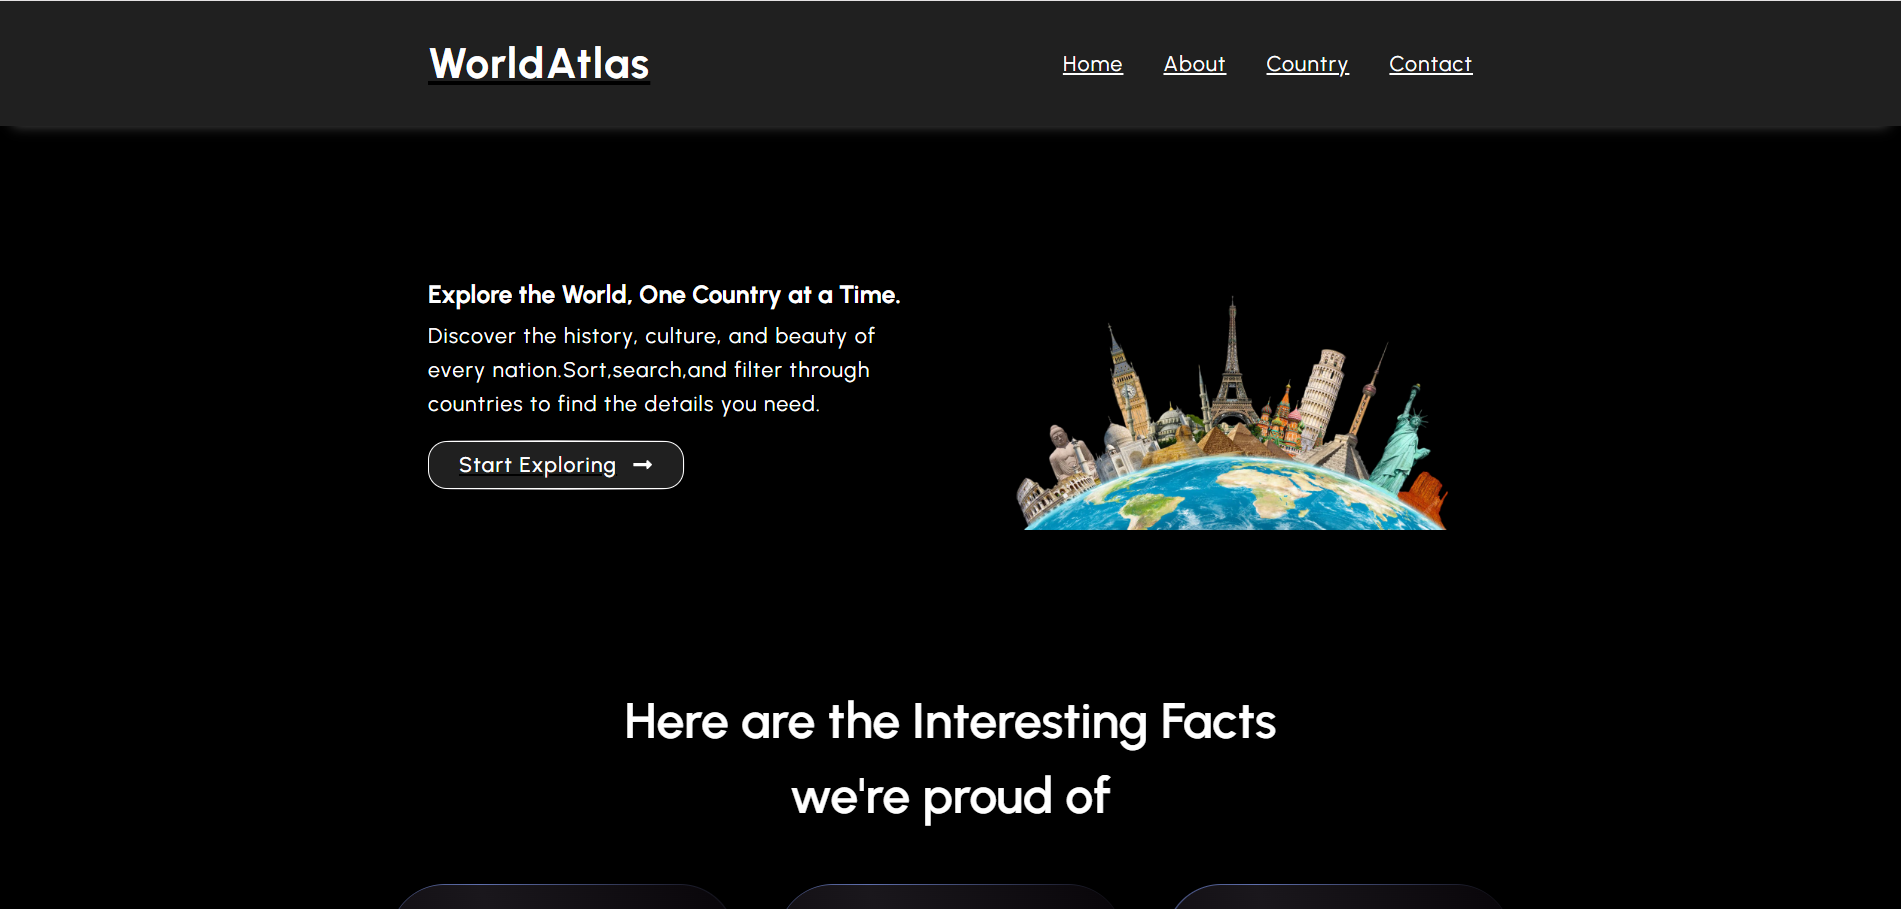 WorldAtlas
Home About Country Contact
Explore the World, One Country at a Time.
Discover the history, culture, and beauty of
every nation.Sort,search,and filter through
countries to find the details you need.
Start Exploring
Here are the Interesting Facts
we're proud of